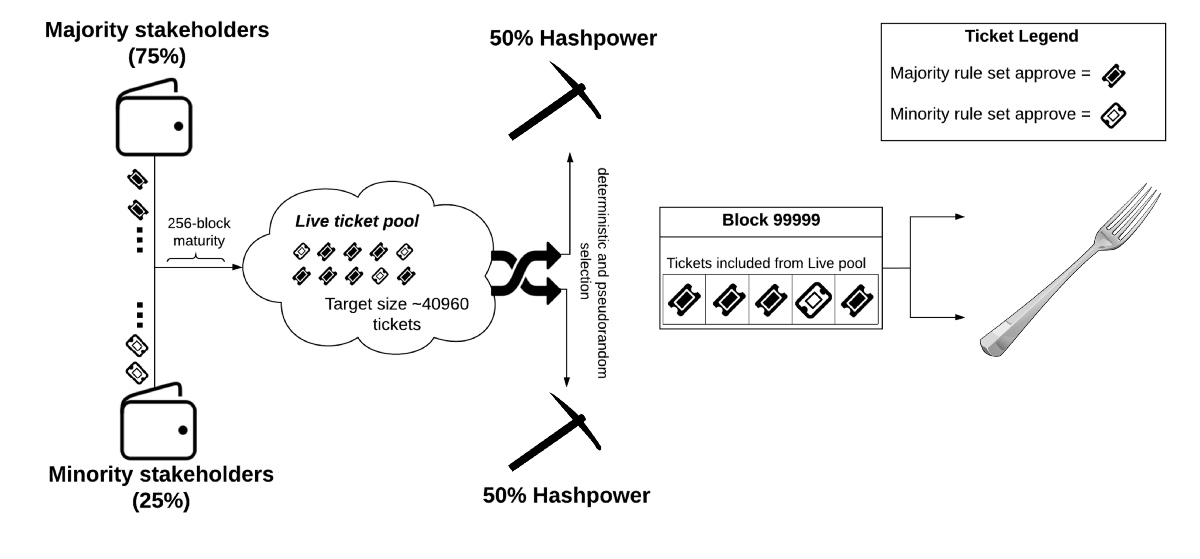 Majority stakeholders
(75%)
256-block
maturity
Minority stakeholders
(25%)
Live ticket pool
Target size ~40960
tickets
50% Hashpower
deterministic and pseudorandom
selection
50% Hashpower
Block 99999
Tickets included from Live pool
Ticket Legend
Majority rule set approve =
Minority rule set approve =